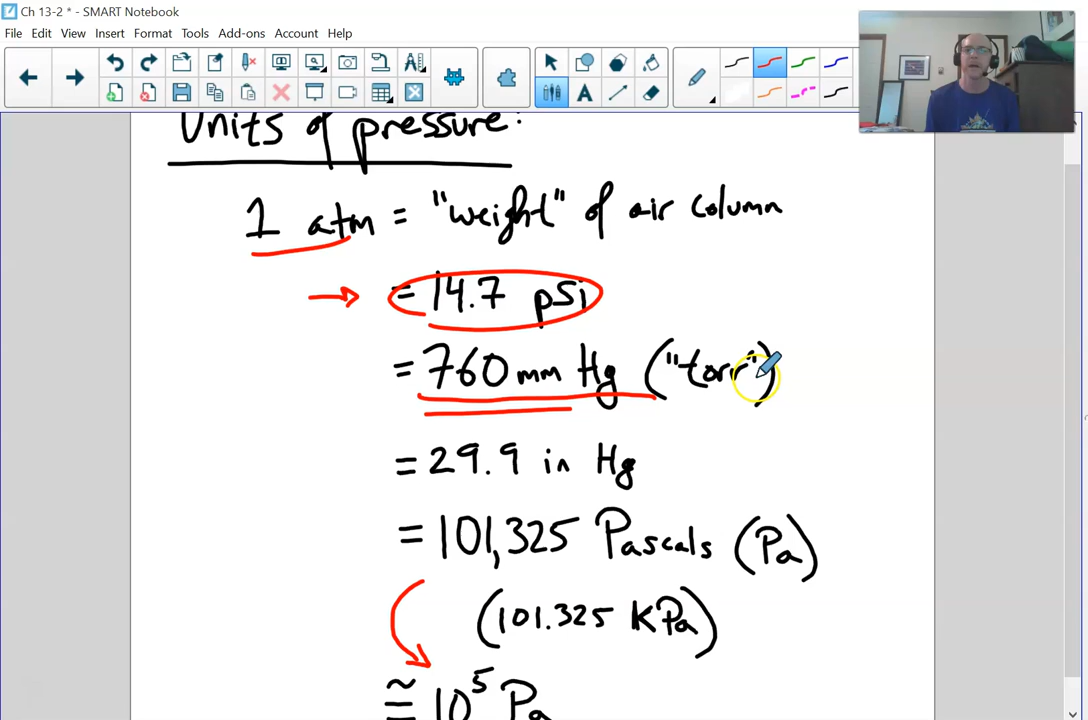 Ch 13-2 * - SMART Notebook
File Edit View Insert Format Tools Add-ons Account Help
Units of pressure:
1 atm = "weight" of air column
= 14.7 psi
= 760 mm Hg ("torr")
= 29.9 in Hg
= 101,325 Pascals (Pa)
(101.325 KPa)
≅ 10⁵ Pa